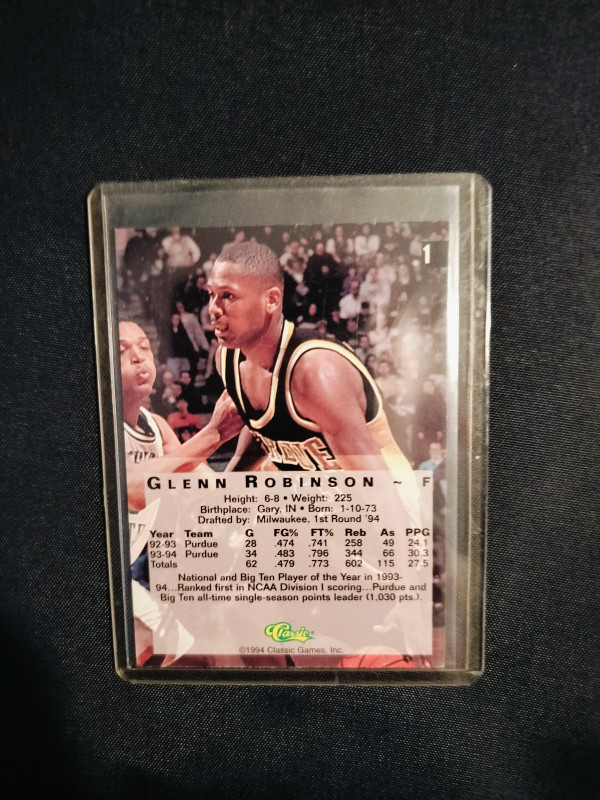 1
GLENN ROBINSON ~ F
Height: 6-8 • Weight: 225
Birthplace: Gary, IN • Born: 1-10-73
Drafted by: Milwaukee, 1st Round '94
Year Team G FG% FT% Reb As PPG
92-93 Purdue 28 .474 .741 258 49 24.1
93-94 Purdue 34 .483 .796 344 66 30.3
Totals 62 .479 .773 602 115 27.5
National and Big Ten Player of the Year in 1993-
94...Ranked first in NCAA Division I scoring...Purdue and
Big Ten all-time single-season points leader (1,030 pts.).
Classic®
©1994 Classic Games, Inc.